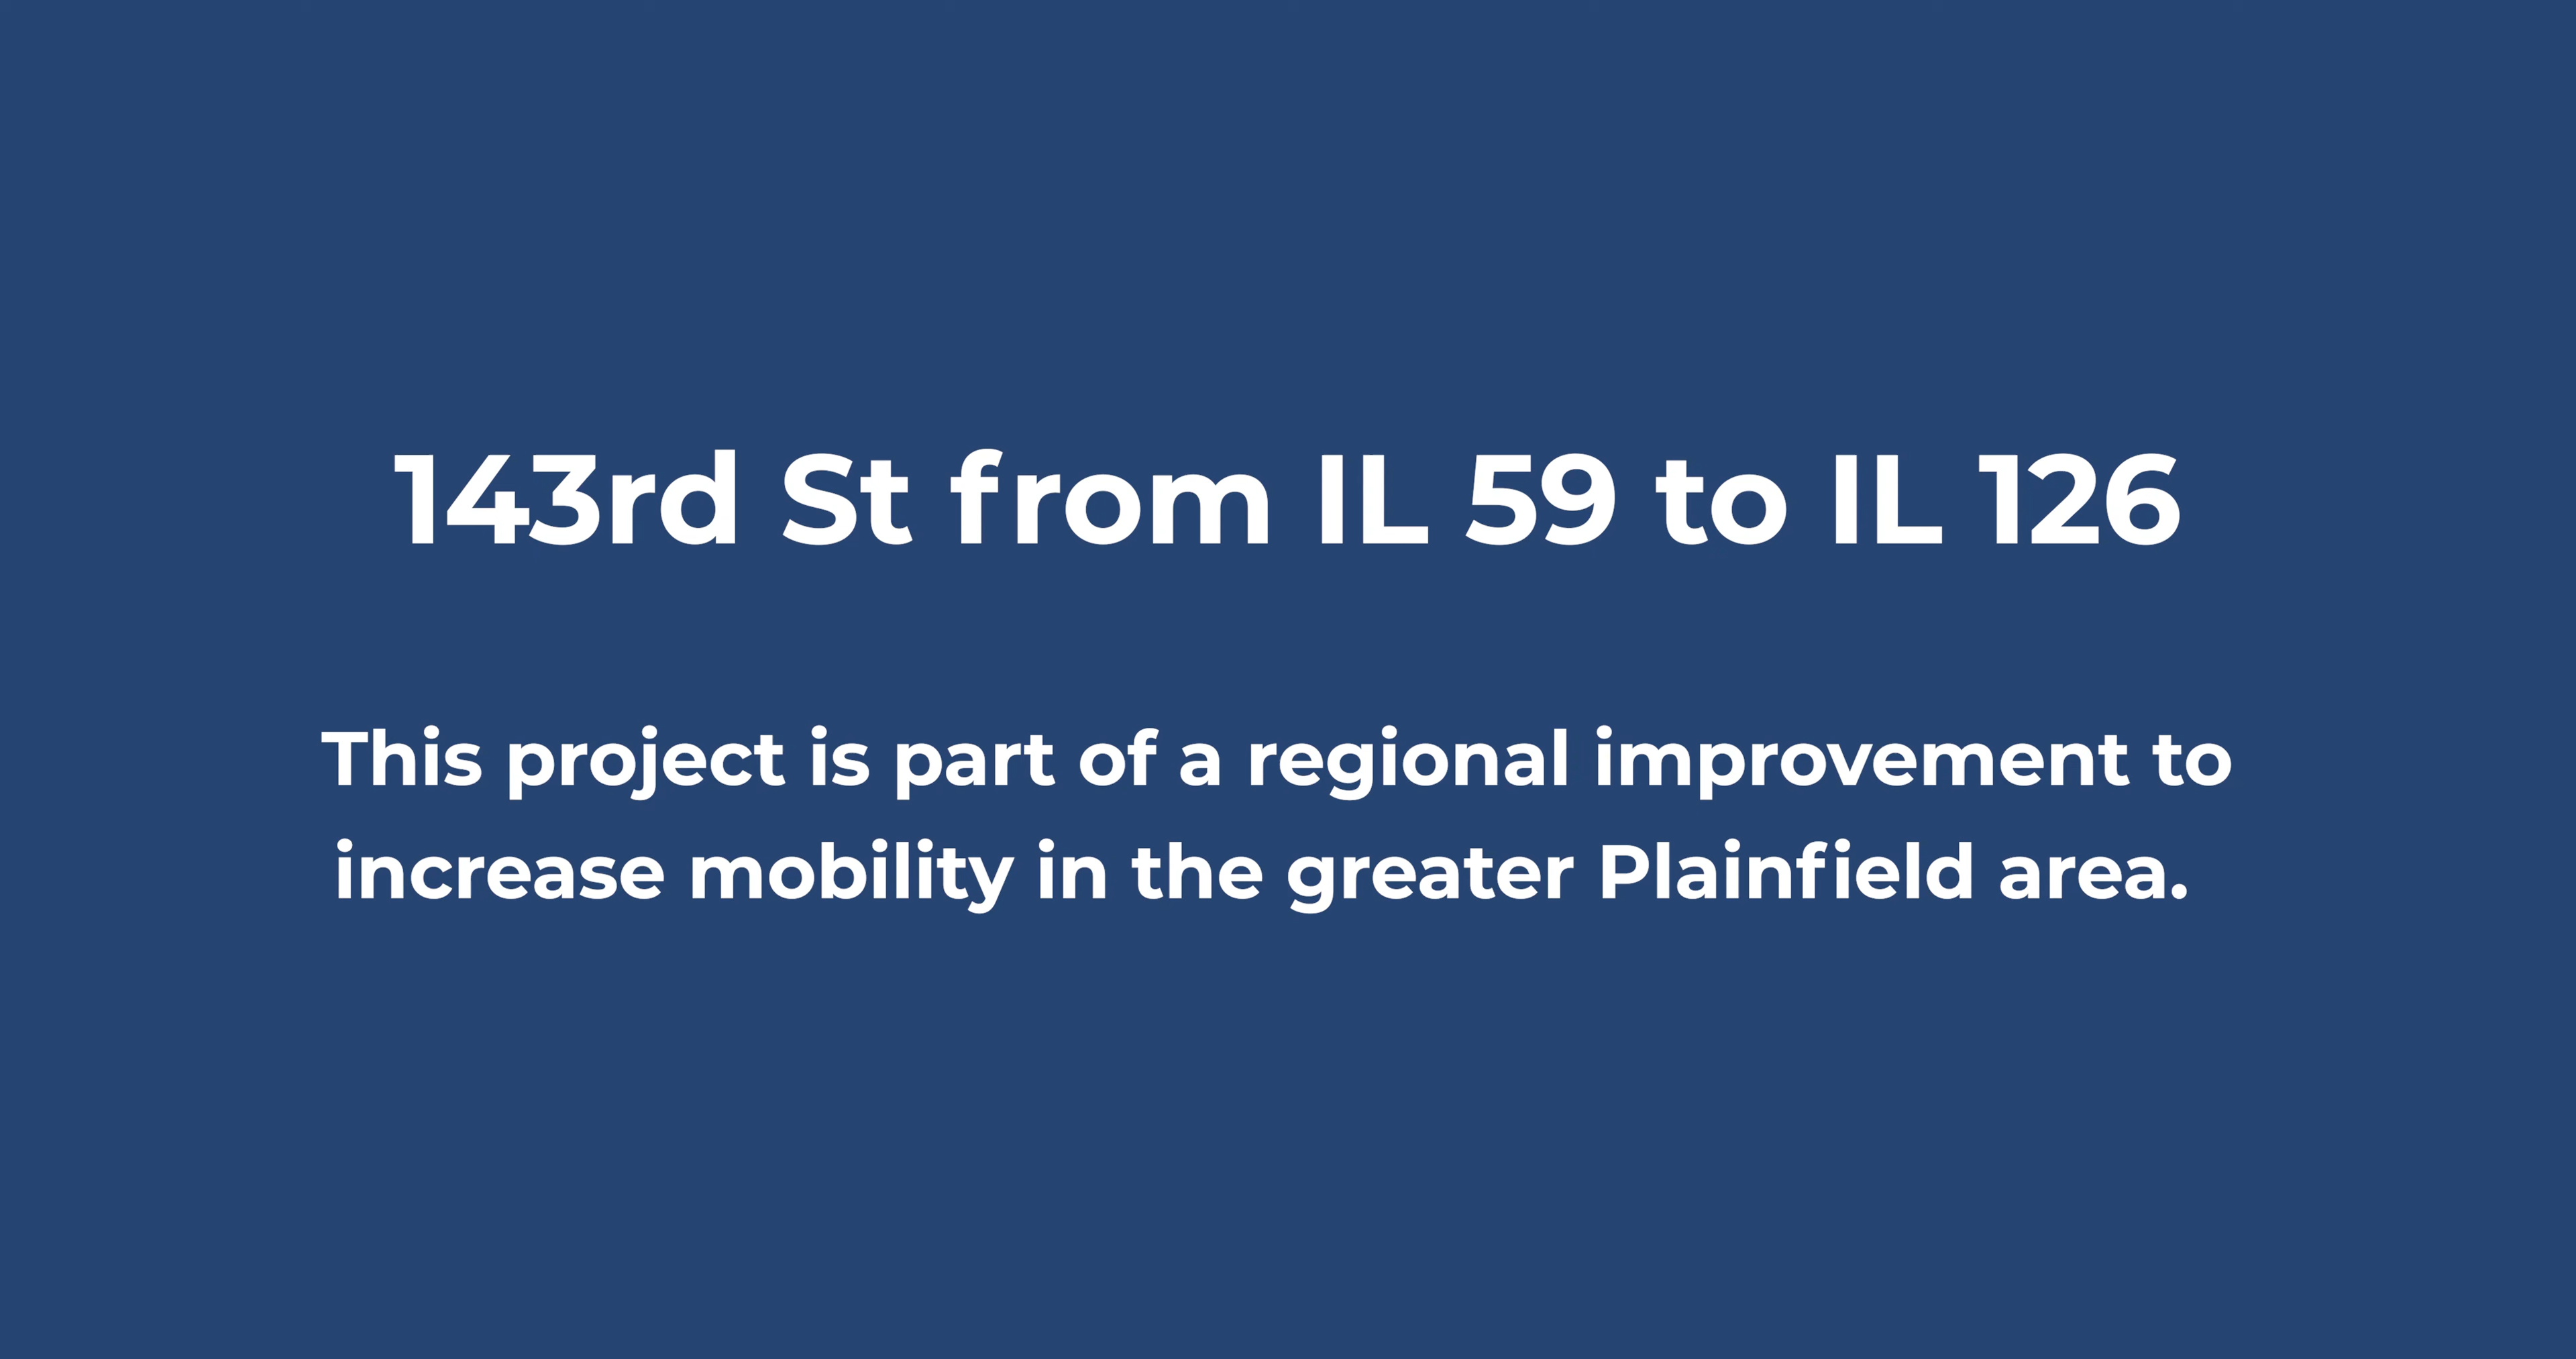 143rd St from IL 59 to IL 126
This project is part of a regional improvement to
increase mobility in the greater Plainfield area.